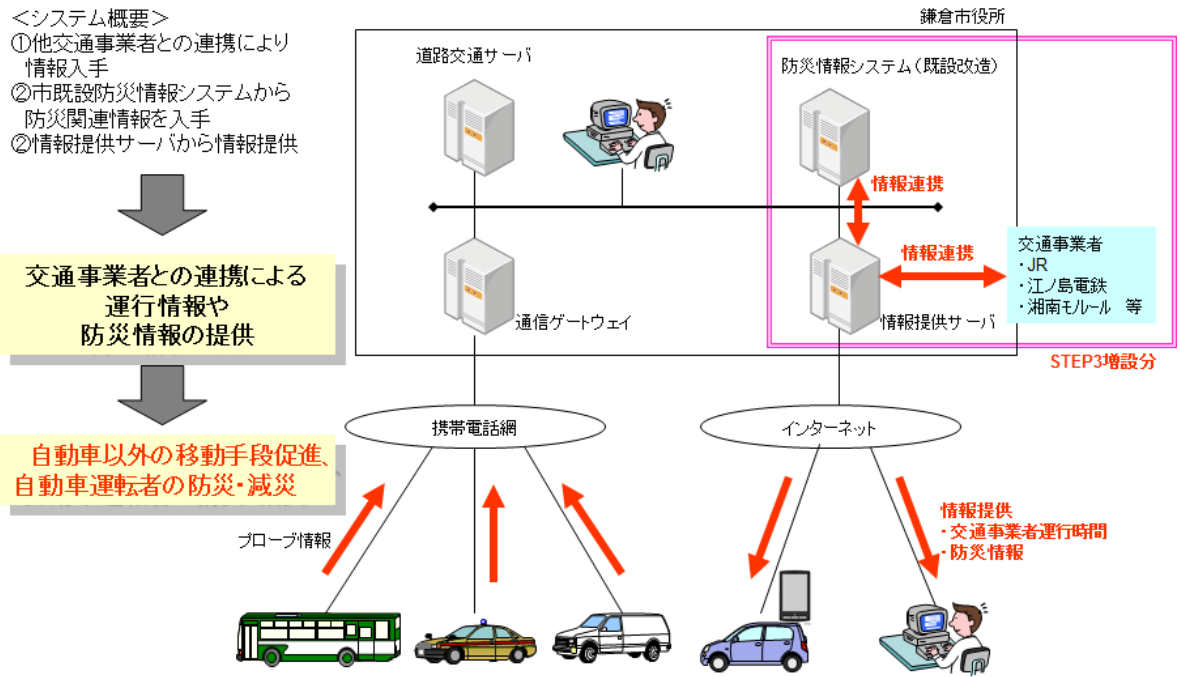 ＜システム概要＞
①他交通事業者との連携により
情報入手
②市既設防災情報システムから
防災関連情報を入手
②情報提供サーバから情報提供
交通事業者との連携による
運行情報や
防災情報の提供
自動車以外の移動手段促進、
自動車運転者の防災・減災
鎌倉市役所
道路交通サーバ
防災情報システム（既設改造）
情報連携
情報連携
交通事業者
・JR
・江ノ島電鉄
・湘南モノルール　等
通信ゲートウェイ
情報提供サーバ
STEP3増設分
携帯電話網
インターネット
プローブ情報
情報提供
・交通事業者運行時間
・防災情報